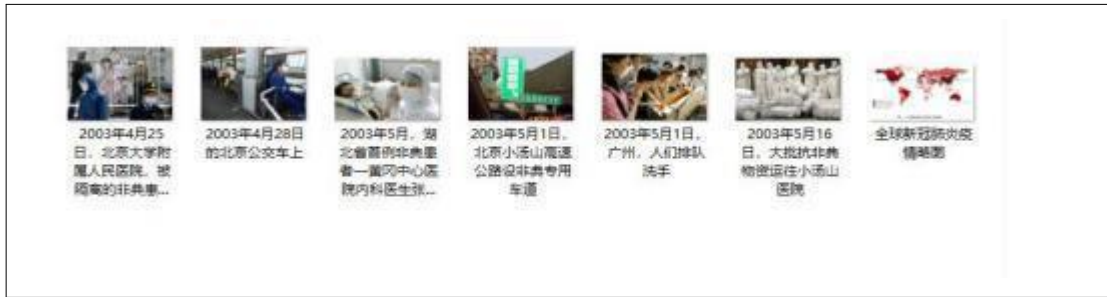 2003年4月25
日，北京大学附
属人民医院，被
隔离的非典患...
2003年4月28日
的北京公交车上
2003年5月，湖
北省首例非典患
者—黄冈中心医
院内科医生张...
2003年5月1日，
北京小汤山高速
公路设非典专用
车道
2003年5月1日，
广州，人们排队
洗手
2003年5月16
日，大批抗非典
物资运往小汤山
医院
全球新冠肺炎疫
情略图